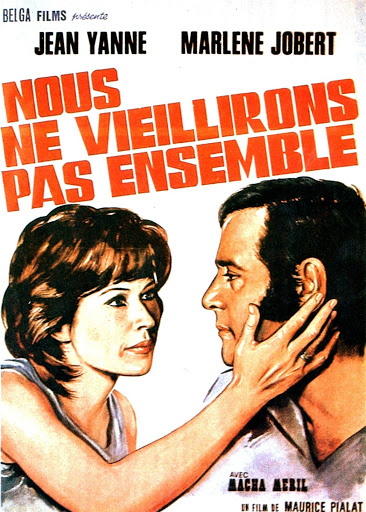 BELGA FILMS présente
JEAN YANNE MARLENE JOBERT
NOUS
NE VIEILLIRONS
PAS ENSEMBLE
AVEC
MACHA MERIL
UN FILM DE MAURICE PIALAT